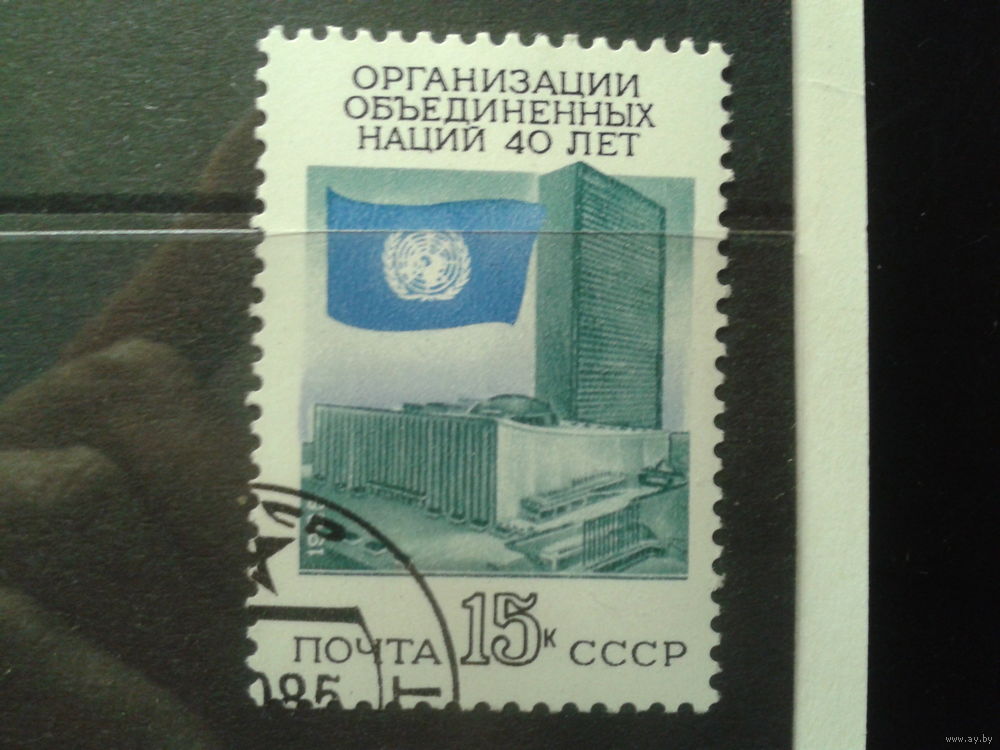 ОРГАНИЗАЦИИ
ОБЪЕДИНЕННЫХ
НАЦИЙ 40 ЛЕТ
ПОЧТА 15к СССР
www.ay.by